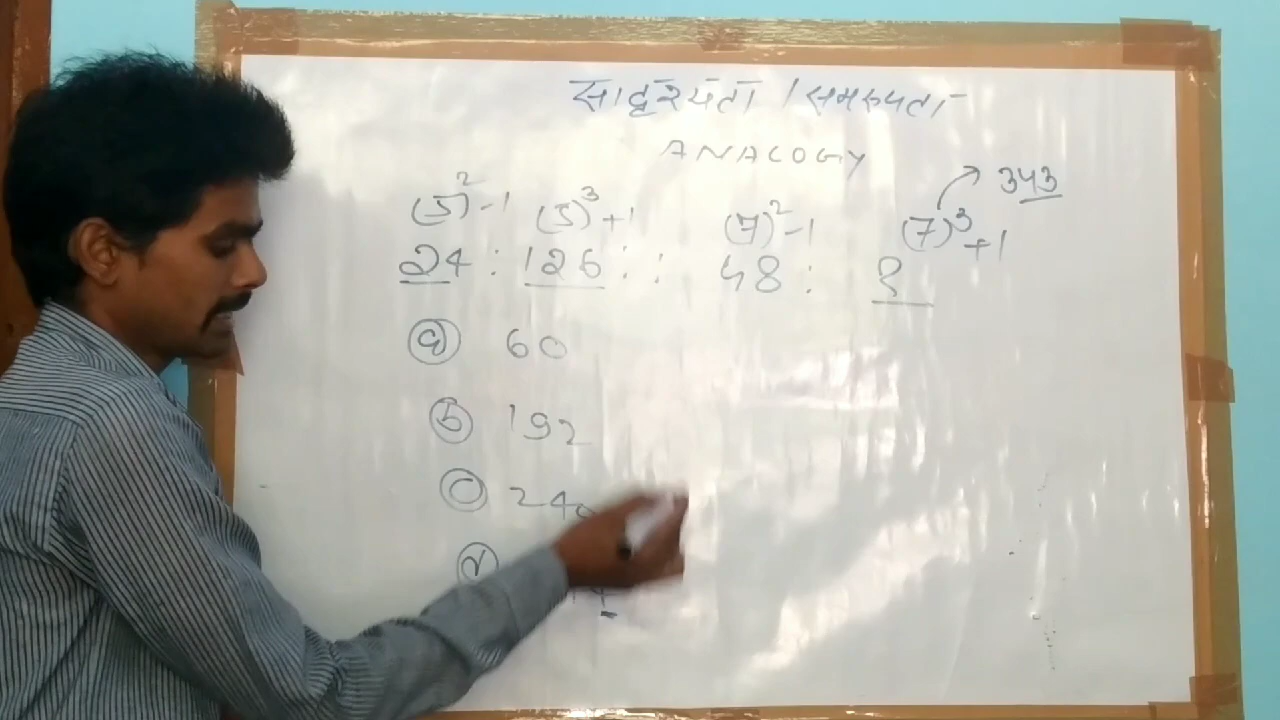 सादृश्यता / समरुपता
ANALOGY
(5)²-1 (5)³+1 (7)²-1 (7)³+1 → 343
24 : 126 : : 48 : ?
(a) 60
(b) 192
(c) 240
(d)